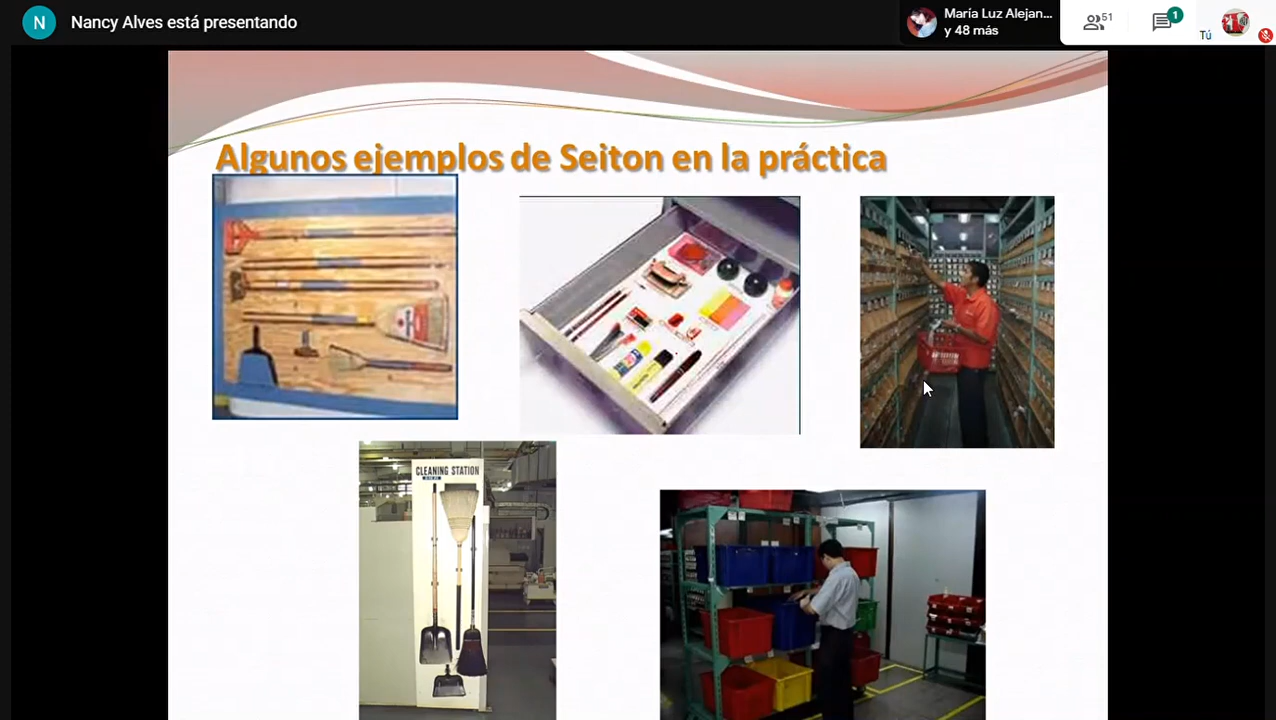 N
Nancy Alves está presentando
María Luz Alejan...
y 48 más
51
1
Tú
Algunos ejemplos de Seiton en la práctica
CLEANING STATION